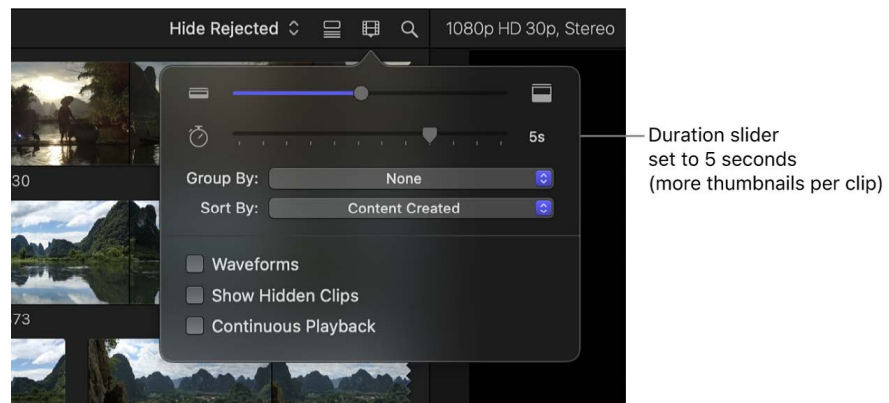 Hide Rejected
1080p HD 30p, Stereo
5s
Duration slider
set to 5 seconds
(more thumbnails per clip)
30
Group By: None
Sort By: Content Created
Waveforms
Show Hidden Clips
73
Continuous Playback